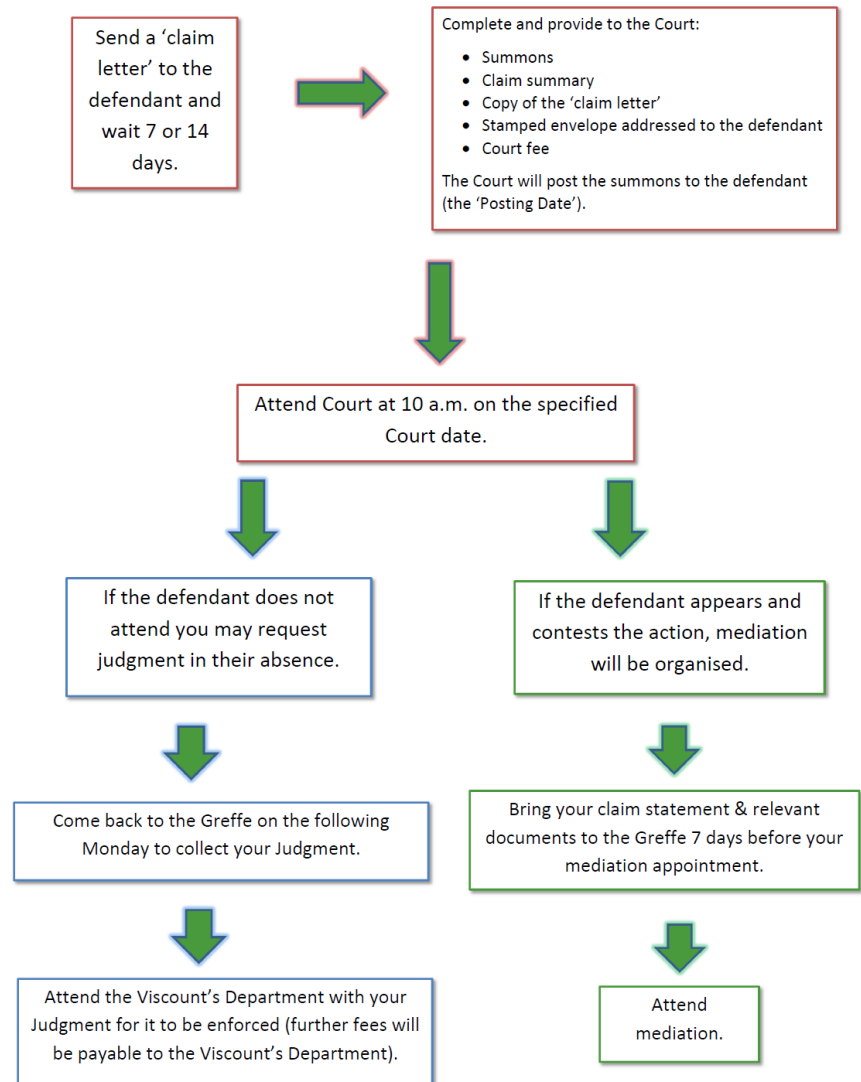 Send a ‘claim
letter’ to the
defendant and
wait 7 or 14
days.
Complete and provide to the Court:
• Summons
• Claim summary
• Copy of the ‘claim letter’
• Stamped envelope addressed to the defendant
• Court fee
The Court will post the summons to the defendant
(the ‘Posting Date’).
Attend Court at 10 a.m. on the specified
Court date.
If the defendant does not
attend you may request
judgment in their absence.
If the defendant appears and
contests the action, mediation
will be organised.
Come back to the Greffe on the following
Monday to collect your Judgment.
Bring your claim statement & relevant
documents to the Greffe 7 days before your
mediation appointment.
Attend the Viscount’s Department with your
Judgment for it to be enforced (further fees will
be payable to the Viscount’s Department).
Attend
mediation.